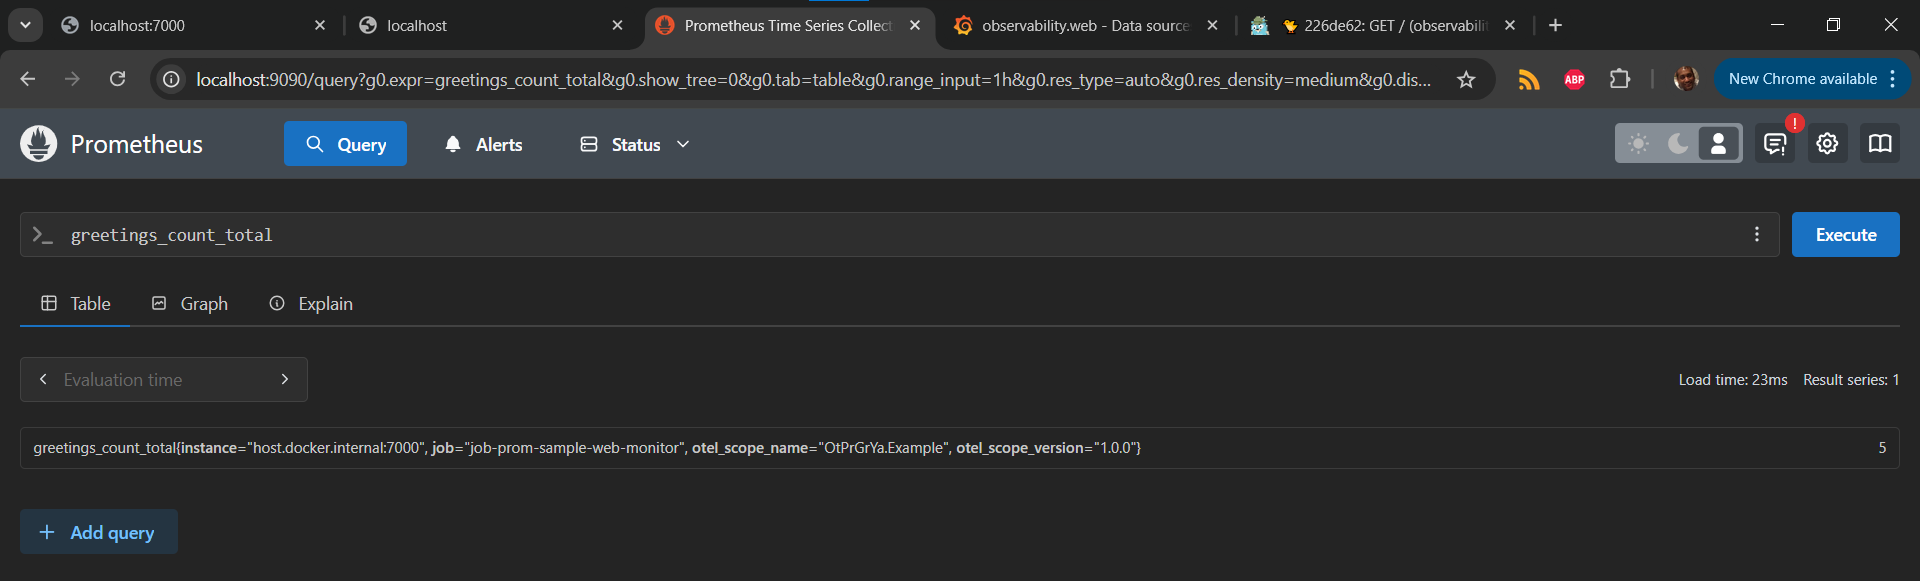 localhost:7000
localhost
Prometheus Time Series Collect
observability.web - Data source
226de62: GET / (observabili
localhost:9090/query?g0.expr=greetings_count_total&g0.show_tree=0&g0.tab=table&g0.range_input=1h&g0.res_type=auto&g0.res_density=medium&g0.dis...
ABP
New Chrome available
Prometheus
Query
Alerts
Status
!
greetings_count_total
Execute
Table
Graph
Explain
Evaluation time
Load time: 23ms Result series: 1
greetings_count_total{instance="host.docker.internal:7000", job="job-prom-sample-web-monitor", otel_scope_name="OtPrGrYa.Example", otel_scope_version="1.0.0"} 5
Add query